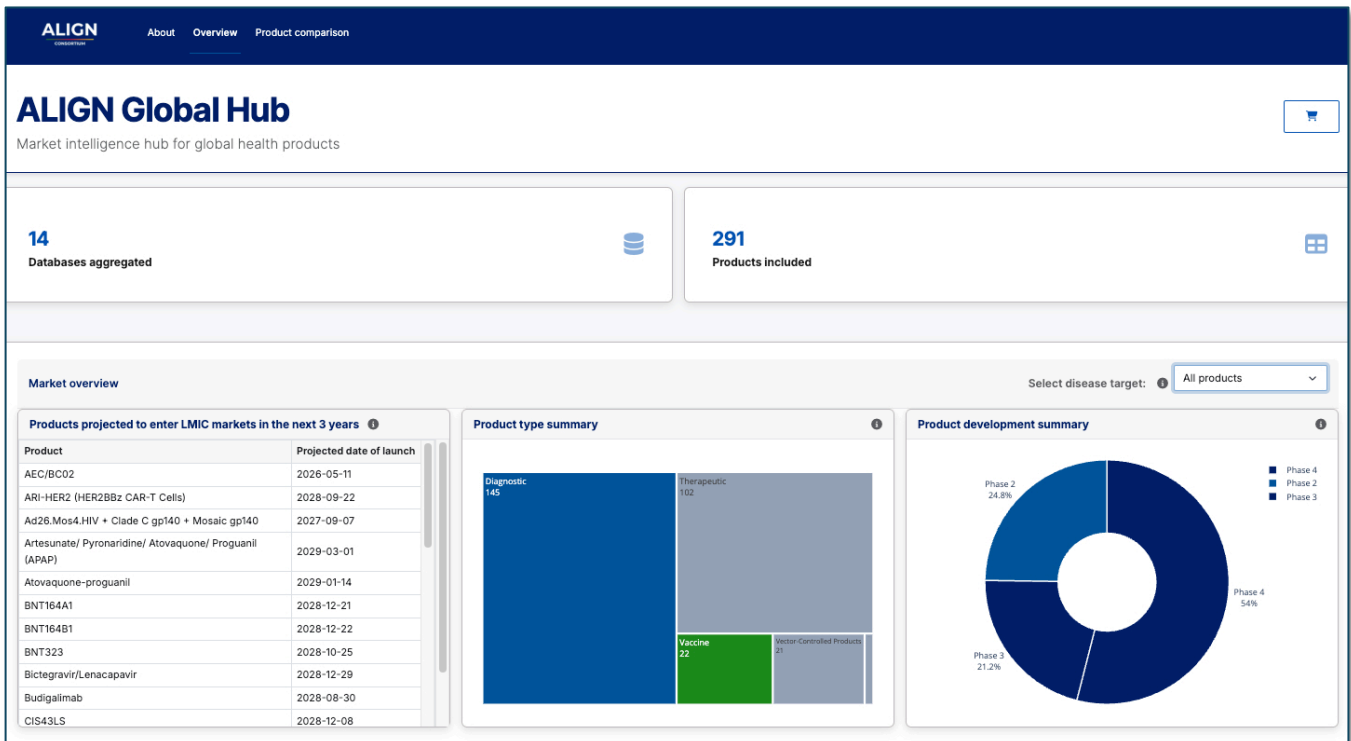 ALIGN
CONSORTIUM
About
Overview
Product comparison
ALIGN Global Hub
Market intelligence hub for global health products
14
Databases aggregated
291
Products included
Market overview
Select disease target:
All products
Products projected to enter LMIC markets in the next 3 years
Product Projected date of launch
AEC/BC02 2026-05-11
ARI-HER2 (HER2BBz CAR-T Cells) 2028-09-22
Ad26.Mos4.HIV + Clade C gp140 + Mosaic gp140 2027-09-07
Artesunate/ Pyronaridine/ Atovaquone/ Proguanil
(APAP) 2029-03-01
Atovaquone-proguanil 2029-01-14
BNT164A1 2028-12-21
BNT164B1 2028-12-22
BNT323 2028-10-25
Bictegravir/Lenacapavir 2028-12-29
Budigalimab 2028-08-30
CIS43LS 2028-12-08
Product type summary
Diagnostic
145
Therapeutic
102
Vaccine
22
Vector-Controlled Products
21
Product development summary
Phase 2
24.8%
Phase 4
54%
Phase 3
21.2%
Phase 4
Phase 2
Phase 3